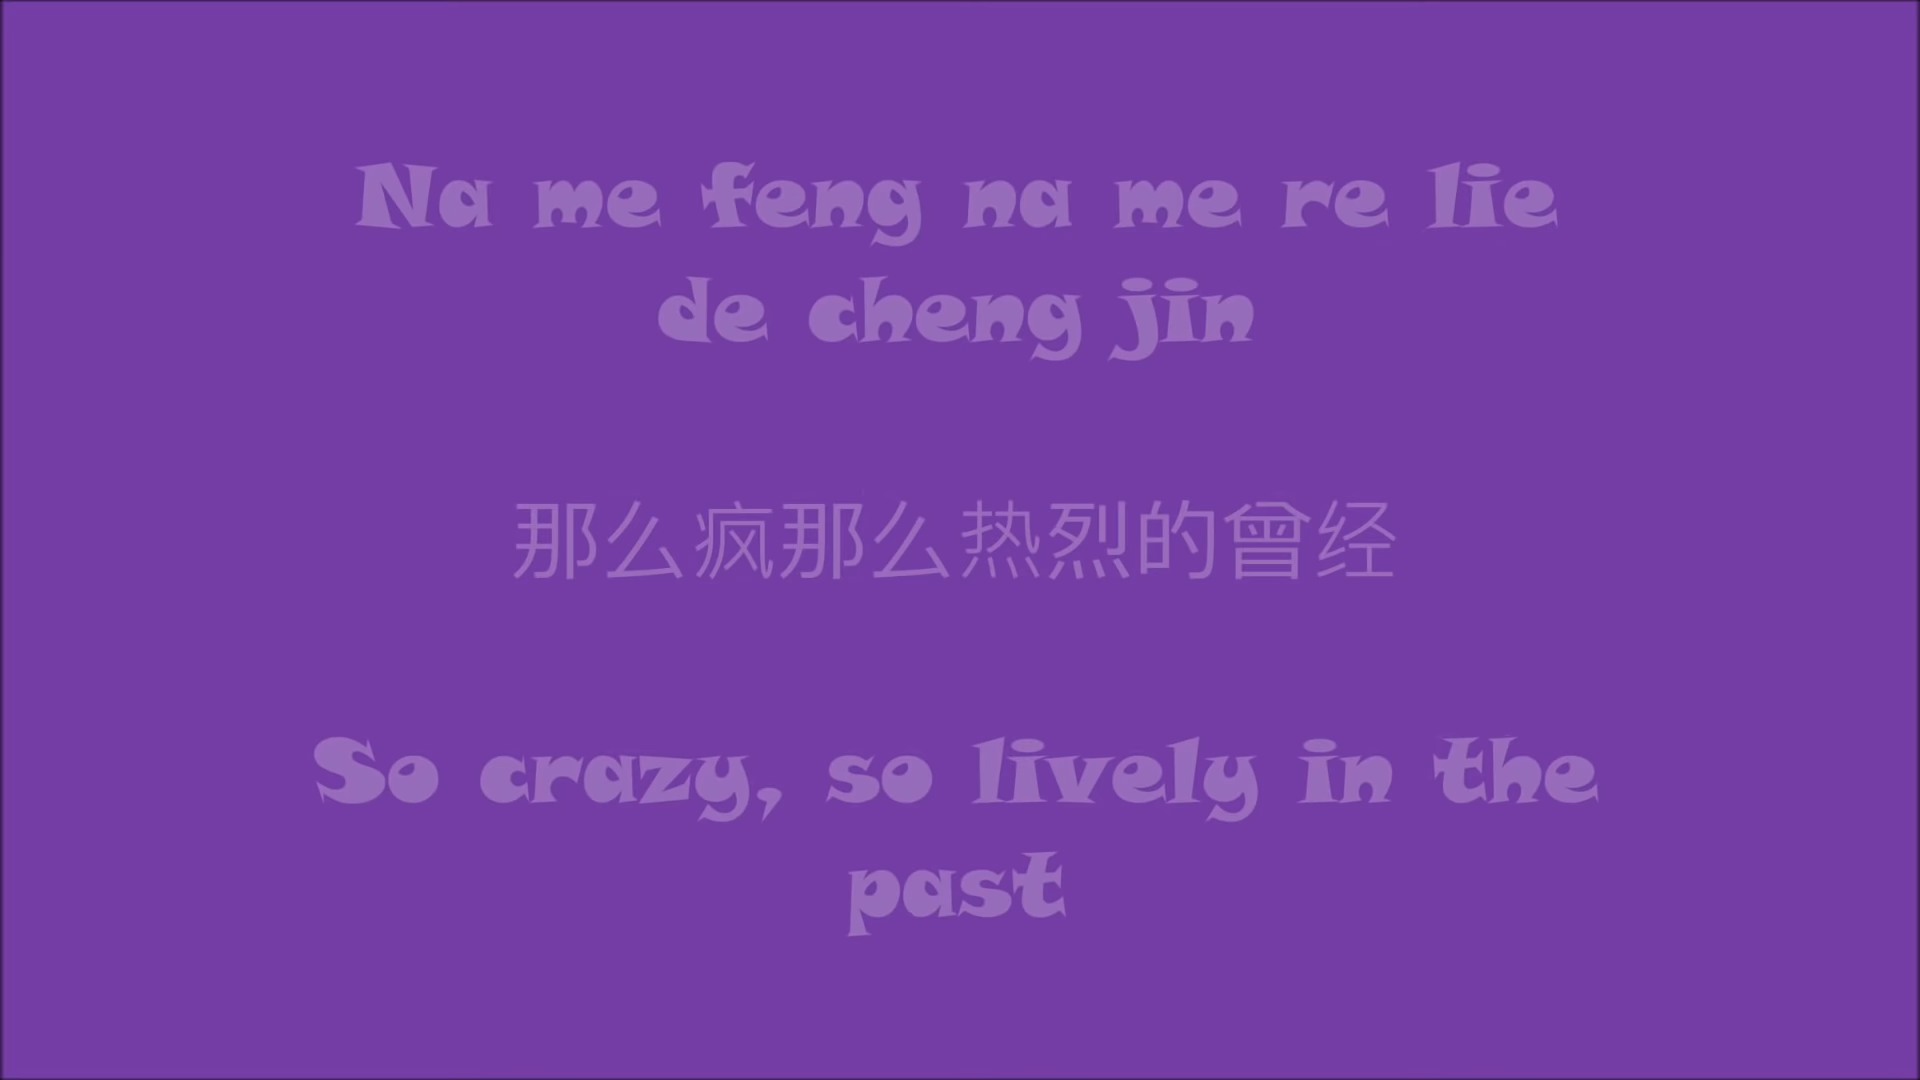 Na me feng na me re lie
de cheng jin
那么疯那么热烈的曾经
So crazy, so lively in the
past